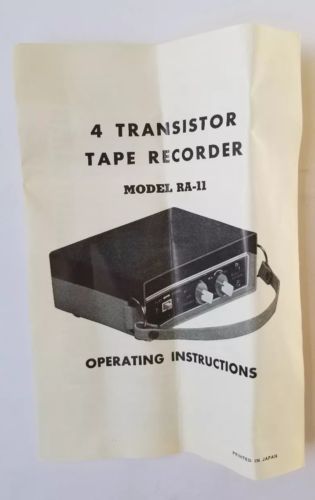 4 TRANSISTOR
TAPE RECORDER
MODEL RA-11
OPERATING INSTRUCTIONS
PRINTED IN JAPAN